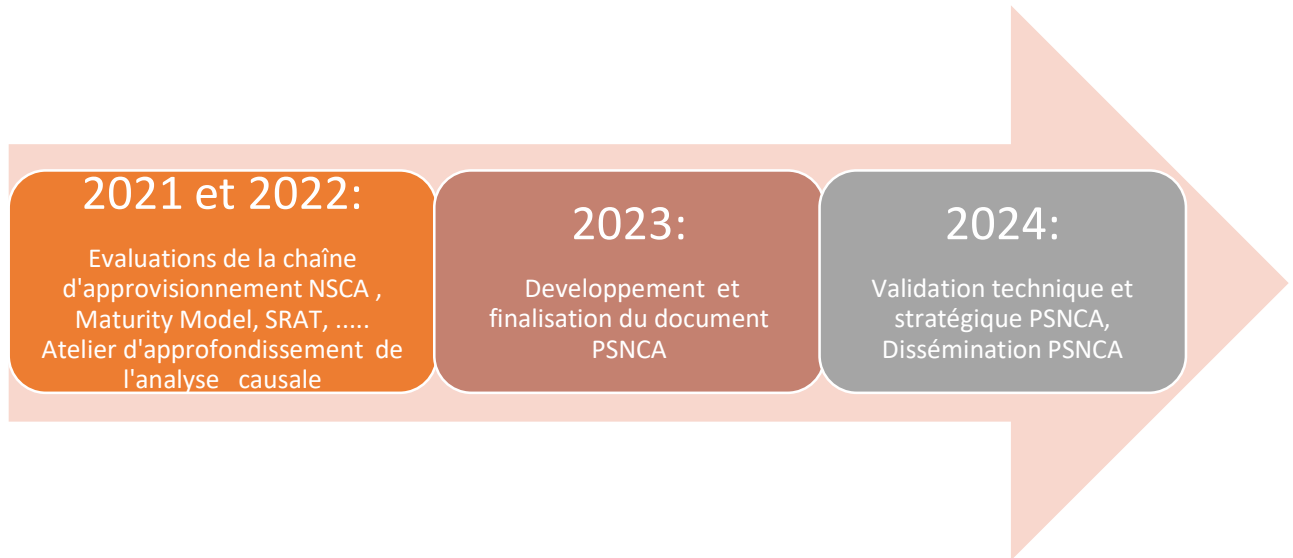 2021 et 2022:
Evaluations de la chaîne
d'approvisionnement NSCA ,
Maturity Model, SRAT, .....
Atelier d'approfondissement de
l'analyse causale
2023:
Developpement et
finalisation du document
PSNCA
2024:
Validation technique et
stratégique PSNCA,
Dissémination PSNCA